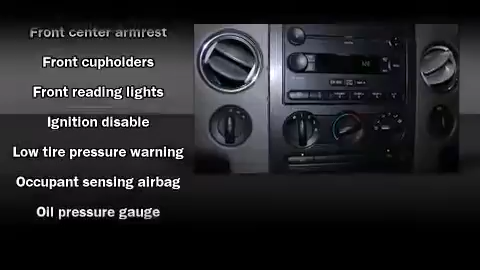 Front center armrest
Front cupholders
Front reading lights
Ignition disable
Low tire pressure warning
Occupant sensing airbag
Oil pressure gauge